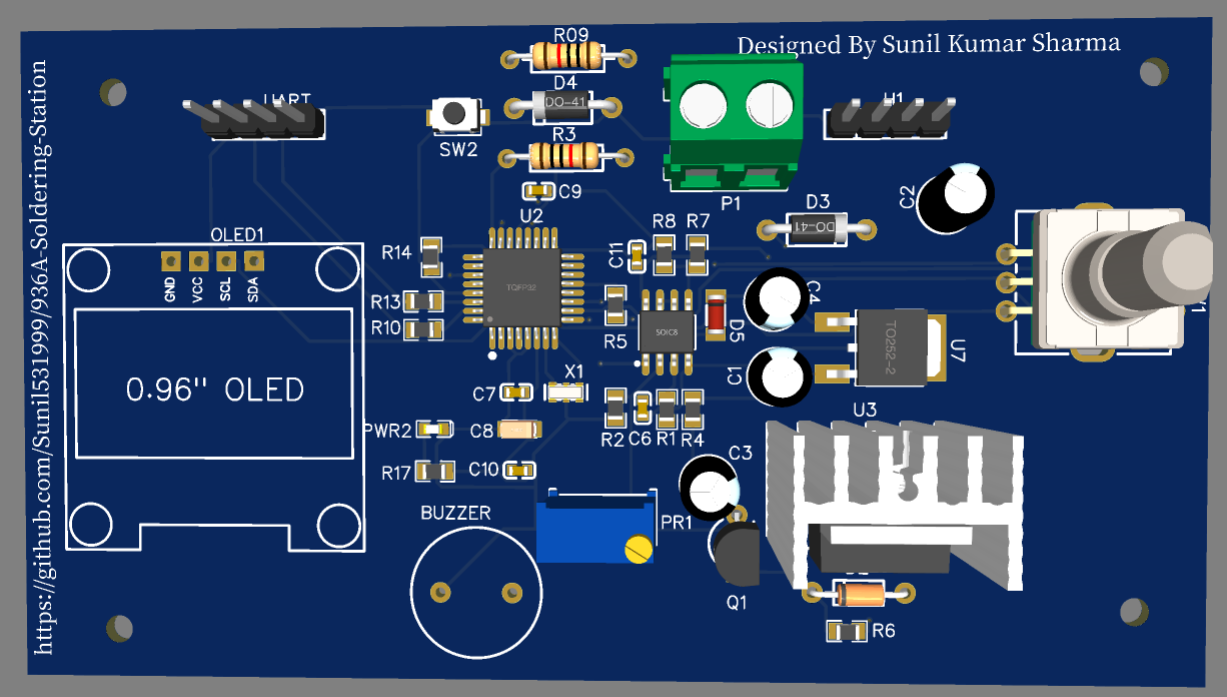 R09
Designed By Sunil Kumar Sharma
D4
DO-41
UART
H1
SW2
R3
C9
P1
C2
U2
D3
DO-41
OLED1
R14
C11
R8
R7
GND
VCC
SCL
SDA
TQFP32
C4
R13
R10
R5
SOIC8
D5
TO252-2
U7
X1
C1
0.96" OLED
C7
PWR2
C8
R2
C6
R1
R4
U3
R17
C10
C3
BUZZER
PR1
Q1
R6
https://github.com/Sunil531999/936A-Soldering-Station